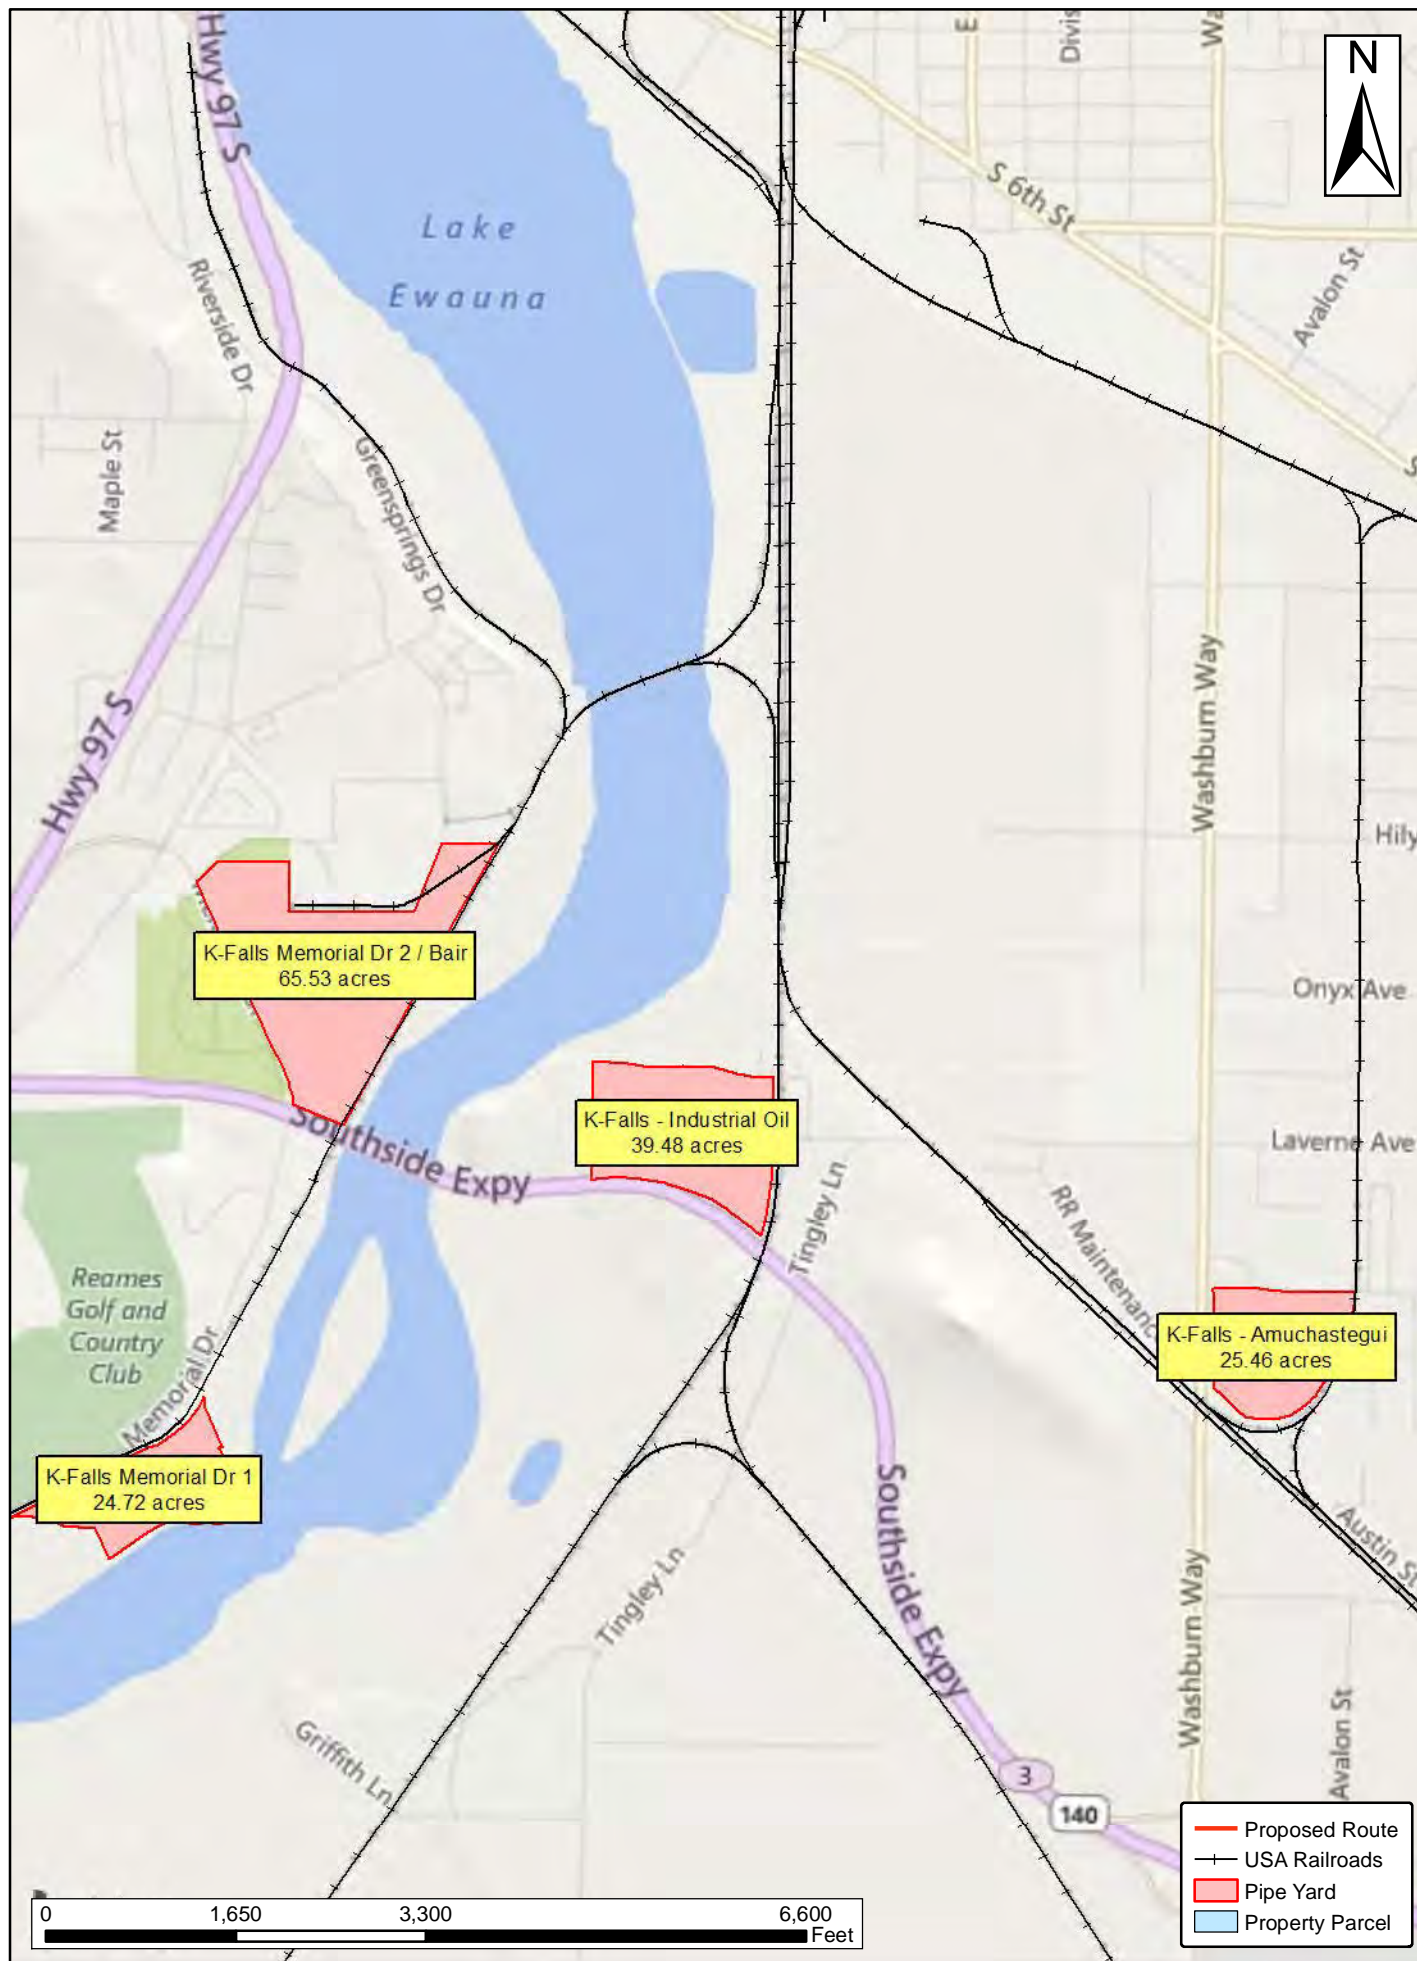 Hwy 97 S
E
Divis
Wa
N
S 6th St
Lake
Ewauna
Avalon St
Riverside Dr
Maple St
Greensprings Dr
S
Hwy 97 S
Washburn Way
Hily
K-Falls Memorial Dr 2 / Bair
65.53 acres
Onyx Ave
K-Falls - Industrial Oil
39.48 acres
Southside Expy
Laverne Ave
Tingley Ln
RR Maintenance
Reames
Golf and
Country
Club
K-Falls - Amuchastegui
25.46 acres
Memorial Dr
K-Falls Memorial Dr 1
24.72 acres
Southside Expy
Austin St
Tingley Ln
Washburn Way
Avalon St
Griffith Ln
3
140
Proposed Route
USA Railroads
Pipe Yard
Property Parcel
0 1,650 3,300 6,600
Feet